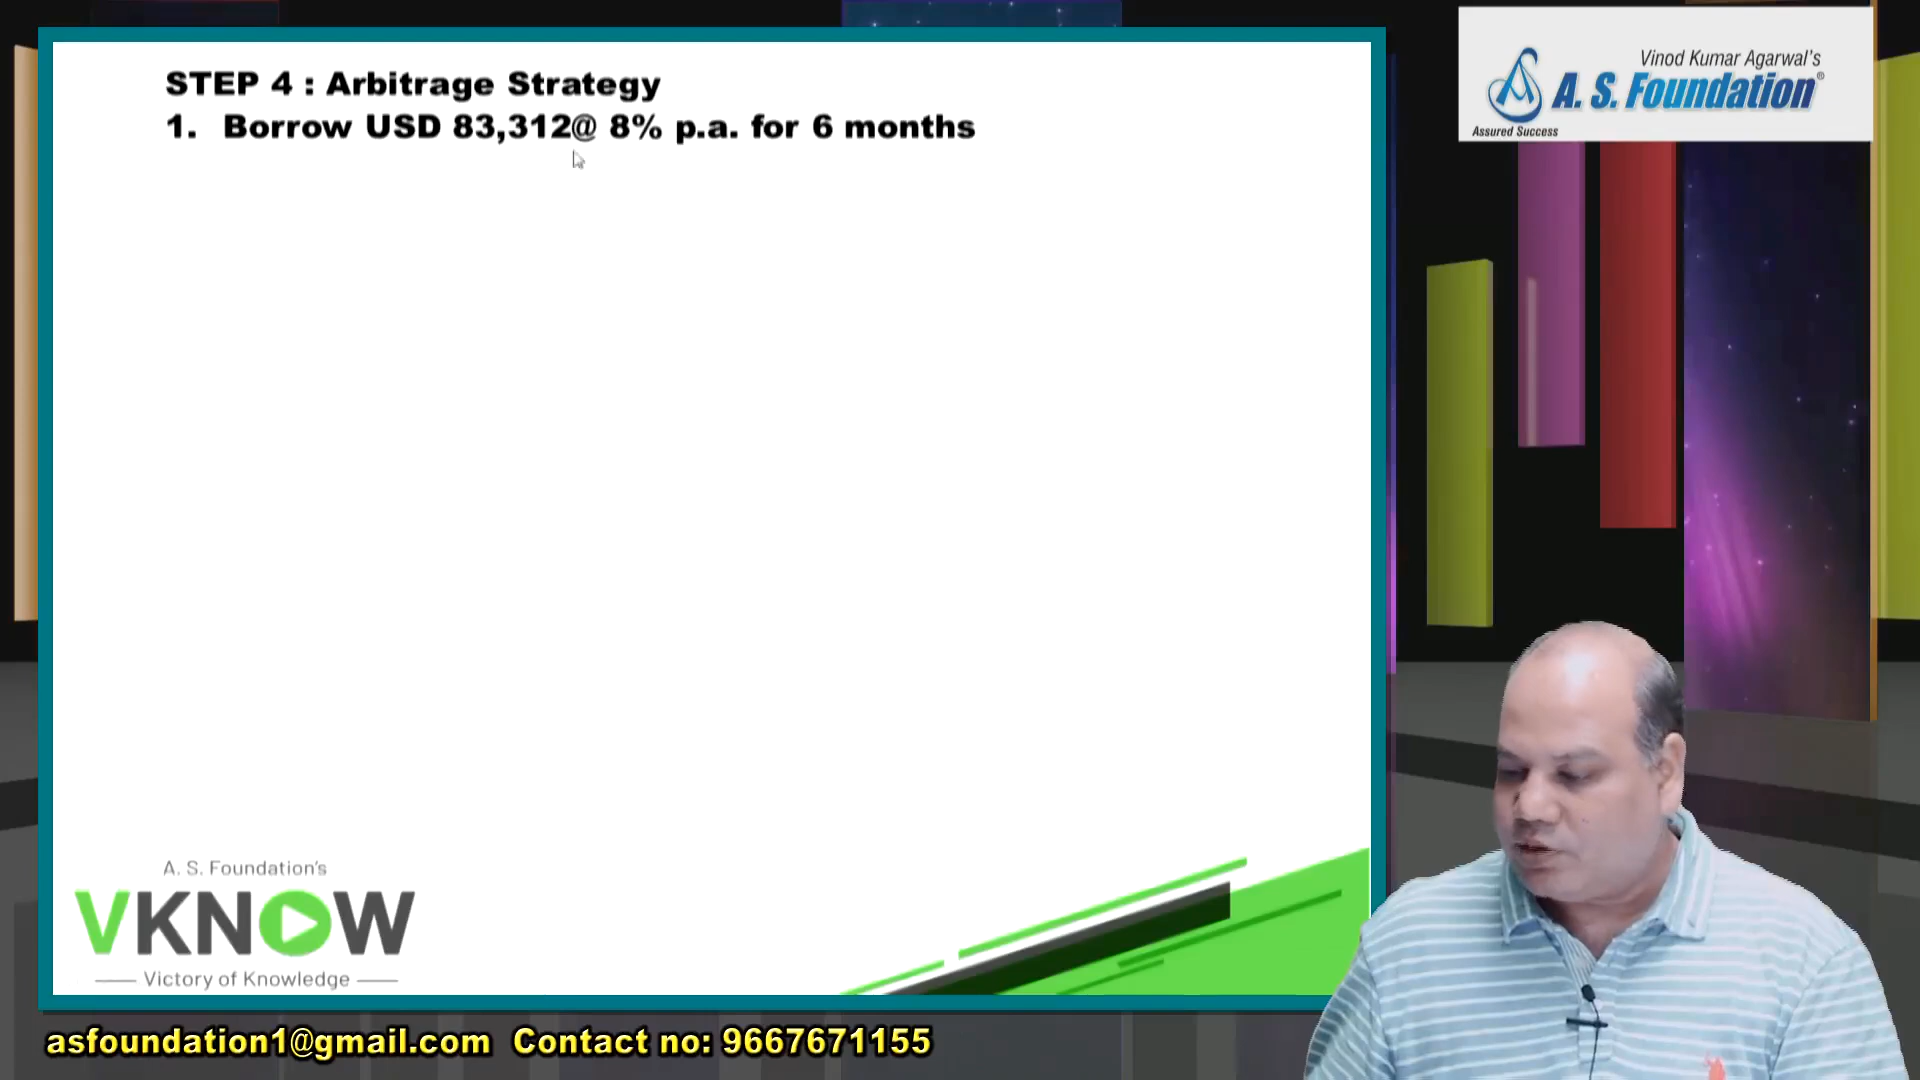 STEP 4 : Arbitrage Strategy
1. Borrow USD 83,312@ 8% p.a. for 6 months
Vinod Kumar Agarwal's
A. S. Foundation®
Assured Success
A. S. Foundation's
VKNOW
Victory of Knowledge
asfoundation1@gmail.com Contact no: 9667671155